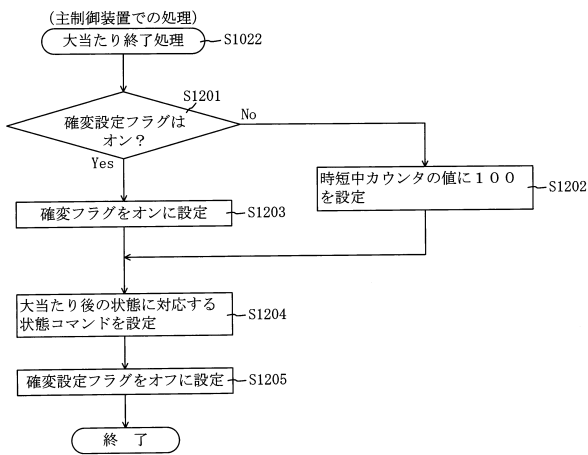 (主制御装置での処理)
大当たり終了処理
S1022
S1201
確変設定フラグは
オン？
No
Yes
時短中カウンタの値に１００
を設定
S1202
確変フラグをオンに設定
S1203
大当たり後の状態に対応する
状態コマンドを設定
S1204
確変設定フラグをオフに設定
S1205
終 了